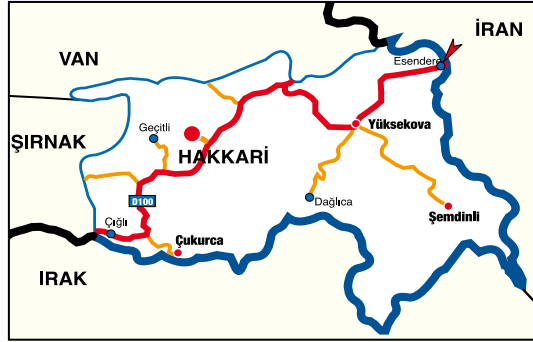 İRAN
VAN
Esendere
Geçitli
Yüksekova
ŞIRNAK
HAKKARİ
D100
Dağlıca
Şemdinli
Çığlı
Çukurca
IRAK